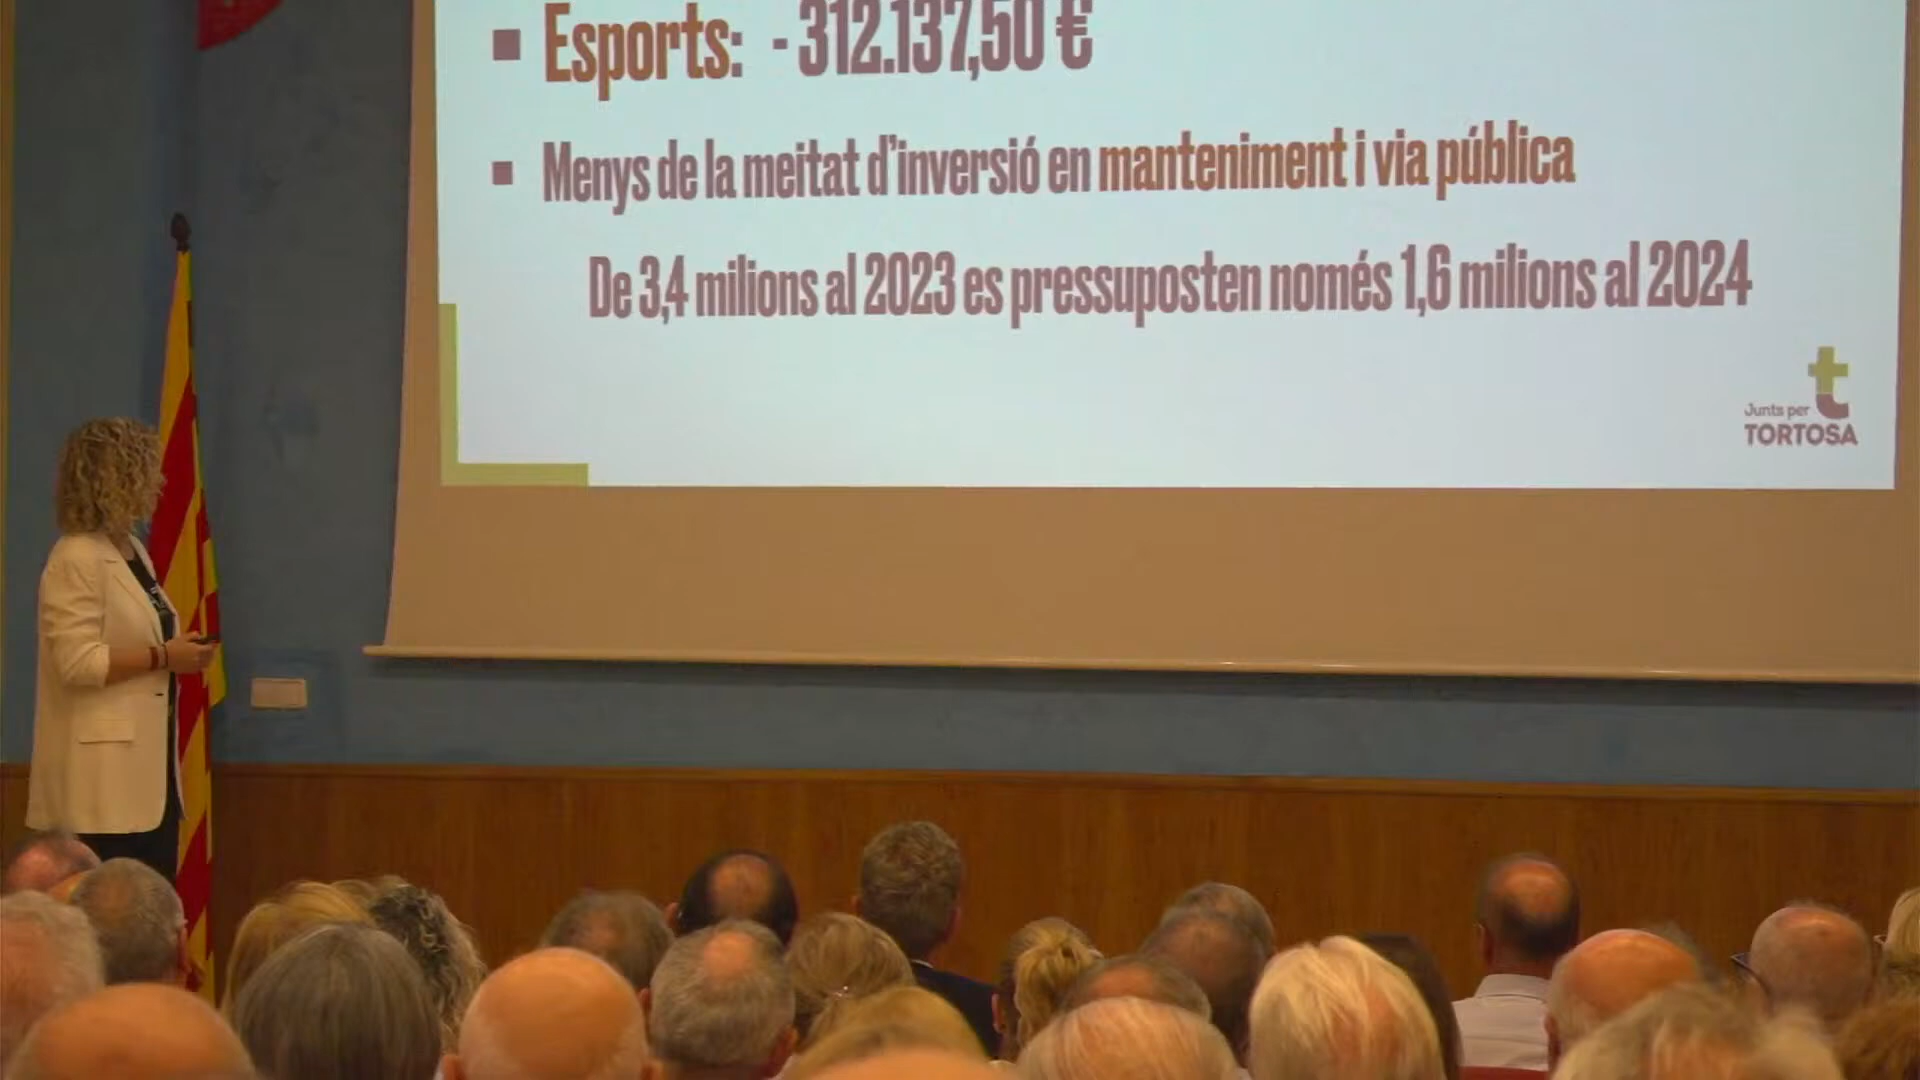 ▪ Esports: - 312.137,50 €
▪ Menys de la meitat d'inversió en manteniment i via pública
De 3,4 milions al 2023 es pressuposten només 1,6 milions al 2024
t
Junts per
TORTOSA